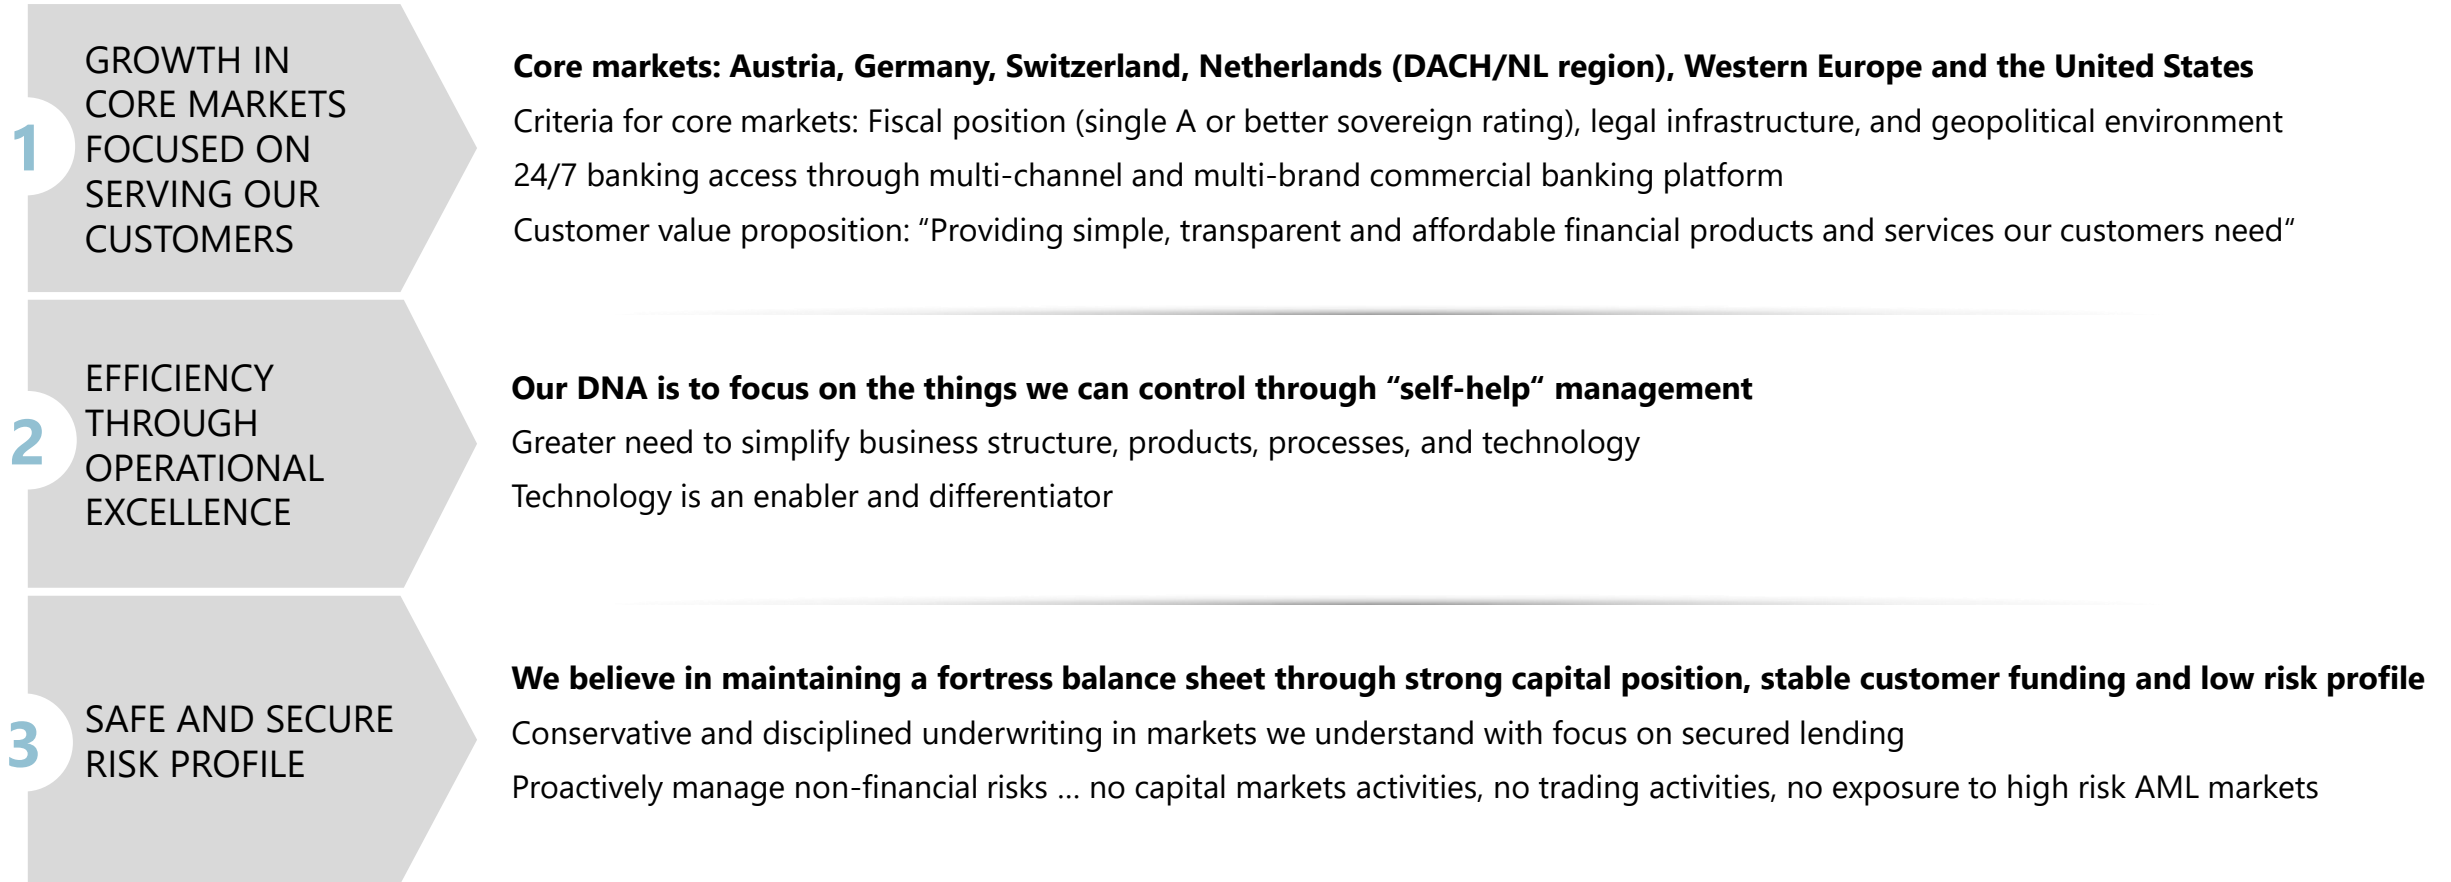 1
GROWTH IN
CORE MARKETS
FOCUSED ON
SERVING OUR
CUSTOMERS
Core markets: Austria, Germany, Switzerland, Netherlands (DACH/NL region), Western Europe and the United States
Criteria for core markets: Fiscal position (single A or better sovereign rating), legal infrastructure, and geopolitical environment
24/7 banking access through multi-channel and multi-brand commercial banking platform
Customer value proposition: “Providing simple, transparent and affordable financial products and services our customers need“
2
EFFICIENCY
THROUGH
OPERATIONAL
EXCELLENCE
Our DNA is to focus on the things we can control through “self-help“ management
Greater need to simplify business structure, products, processes, and technology
Technology is an enabler and differentiator
3
SAFE AND SECURE
RISK PROFILE
We believe in maintaining a fortress balance sheet through strong capital position, stable customer funding and low risk profile
Conservative and disciplined underwriting in markets we understand with focus on secured lending
Proactively manage non-financial risks … no capital markets activities, no trading activities, no exposure to high risk AML markets